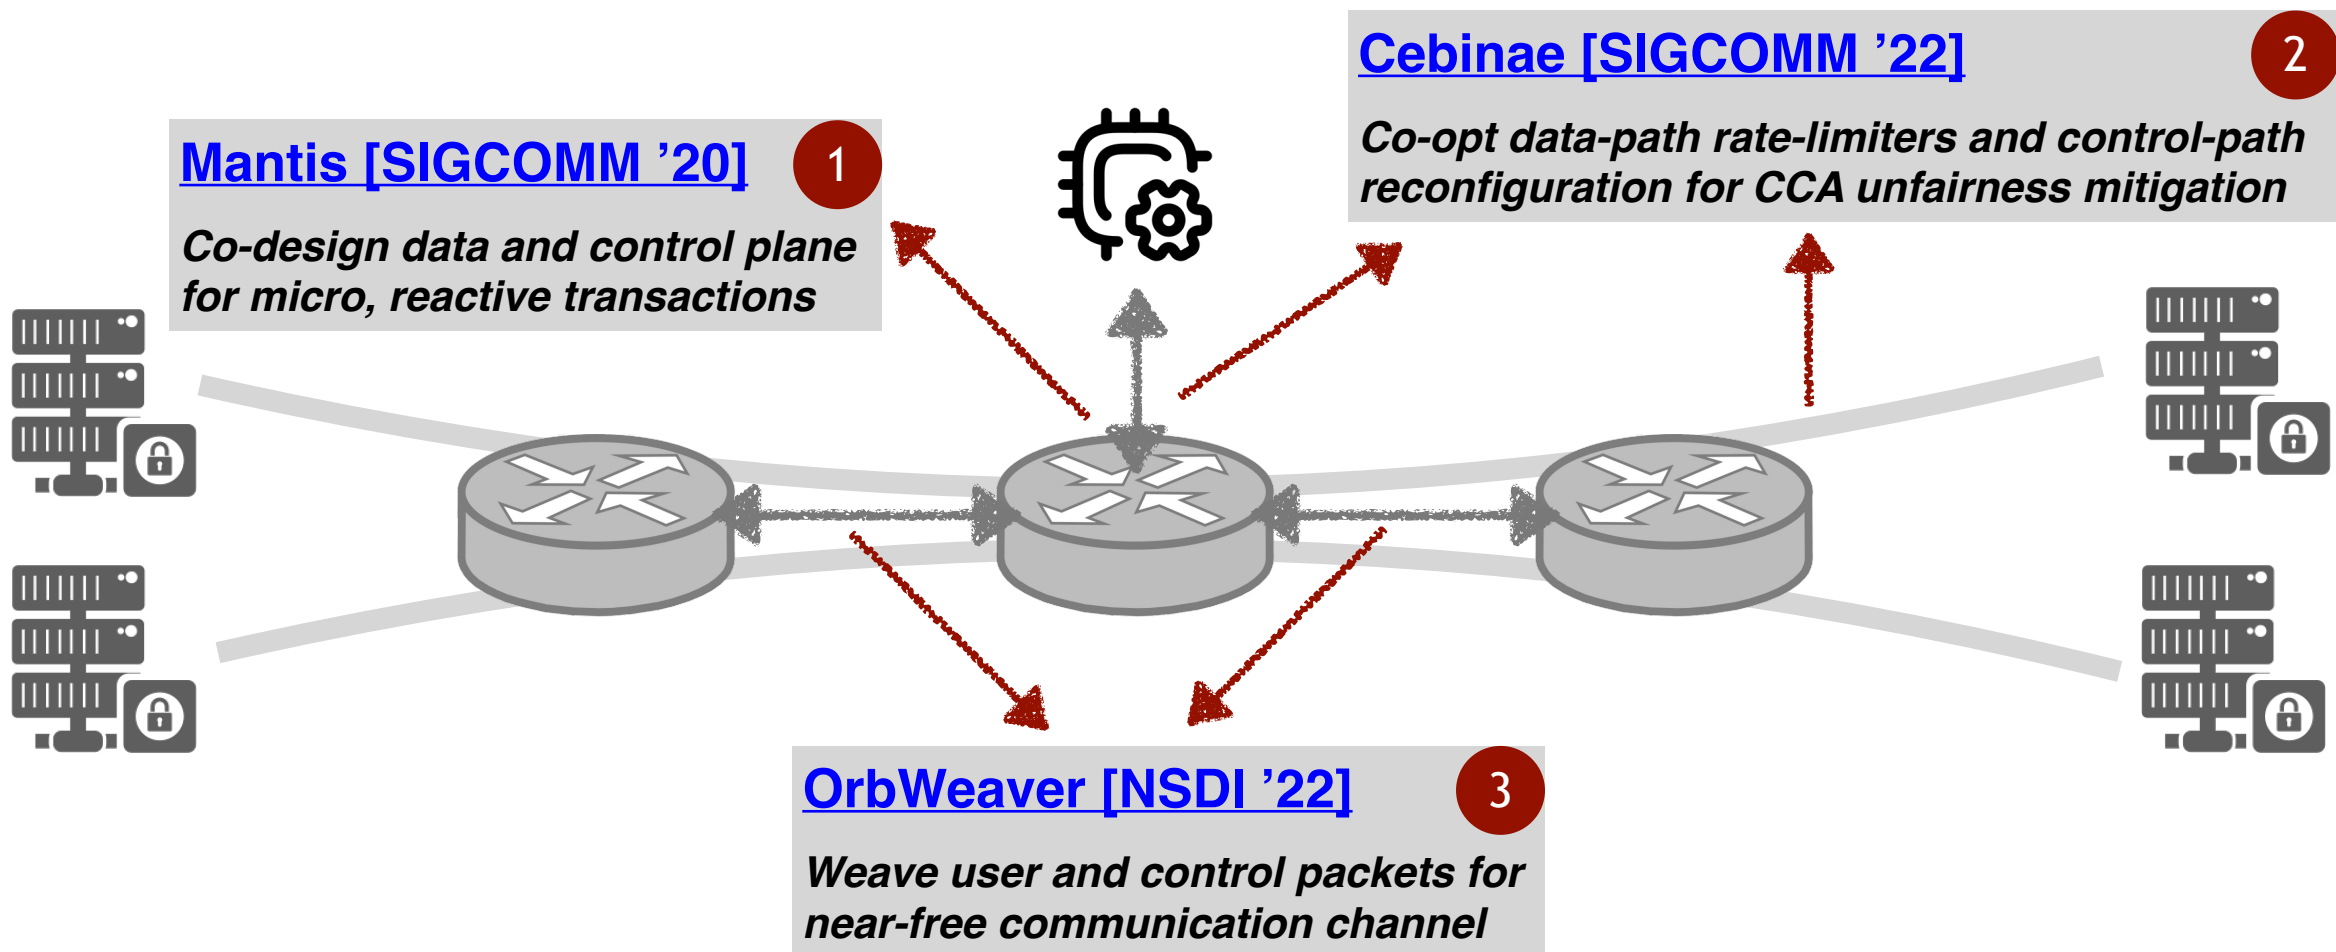 Mantis [SIGCOMM ’20]
1
Co-design data and control plane
for micro, reactive transactions
Cebinae [SIGCOMM ’22]
2
Co-opt data-path rate-limiters and control-path
reconfiguration for CCA unfairness mitigation
OrbWeaver [NSDI ’22]
3
Weave user and control packets for
near-free communication channel